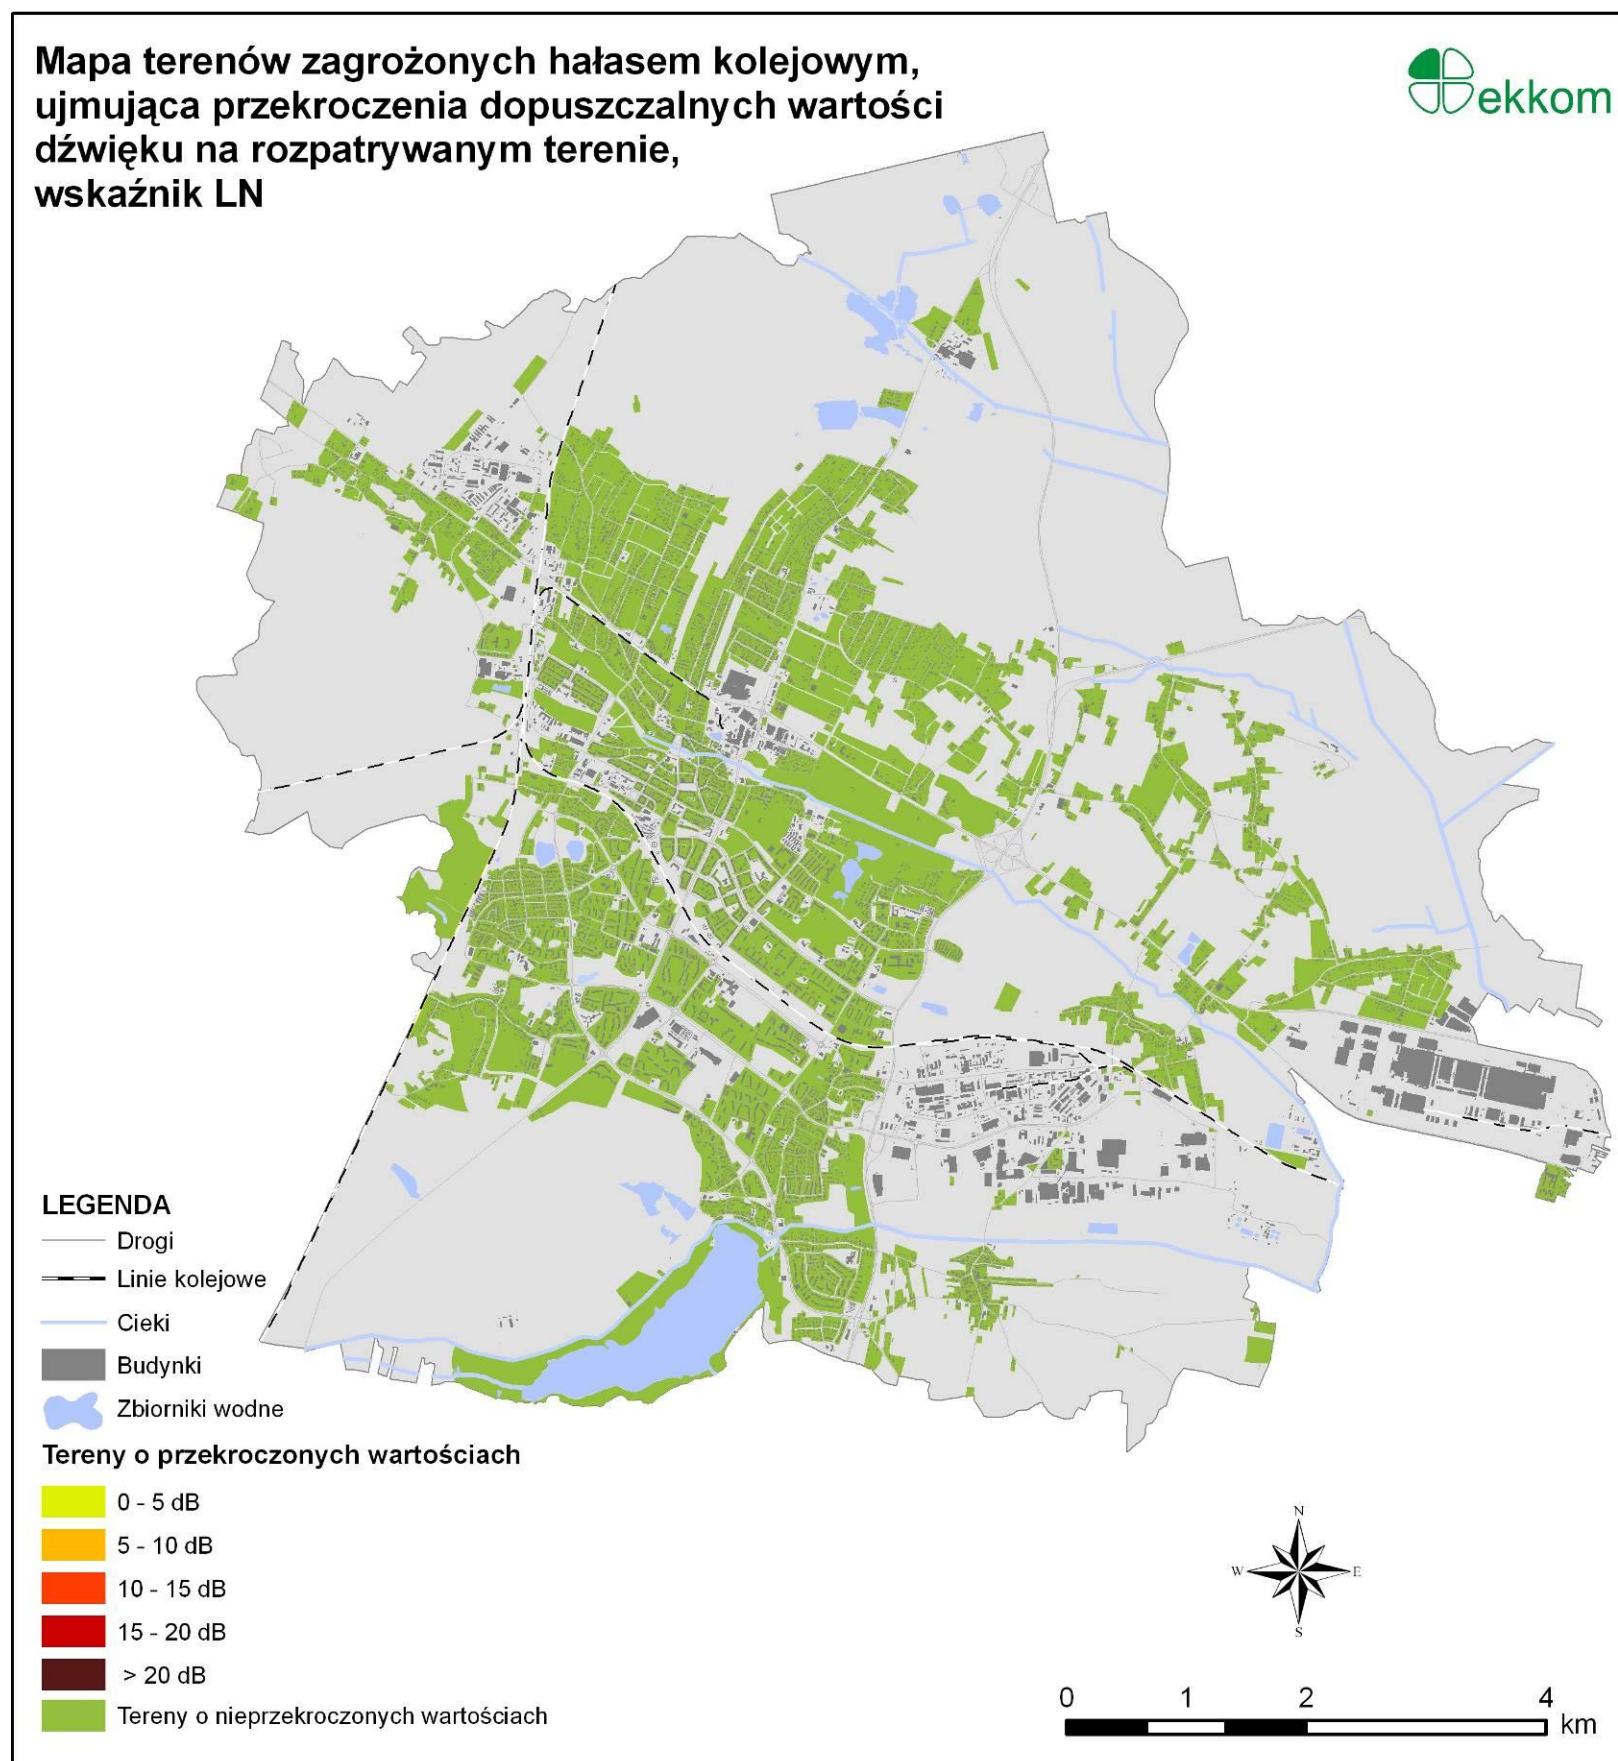 Mapa terenów zagrożonych hałasem kolejowym,
ujmująca przekroczenia dopuszczalnych wartości
dźwięku na rozpatrywanym terenie,
wskaźnik LN
ekkom
LEGENDA
Drogi
Linie kolejowe
Cieki
Budynki
Zbiorniki wodne
Tereny o przekroczonych wartościach
0 - 5 dB
5 - 10 dB
10 - 15 dB
15 - 20 dB
> 20 dB
Tereny o nieprzekroczonych wartościach
N
W E
S
0 1 2 4
km